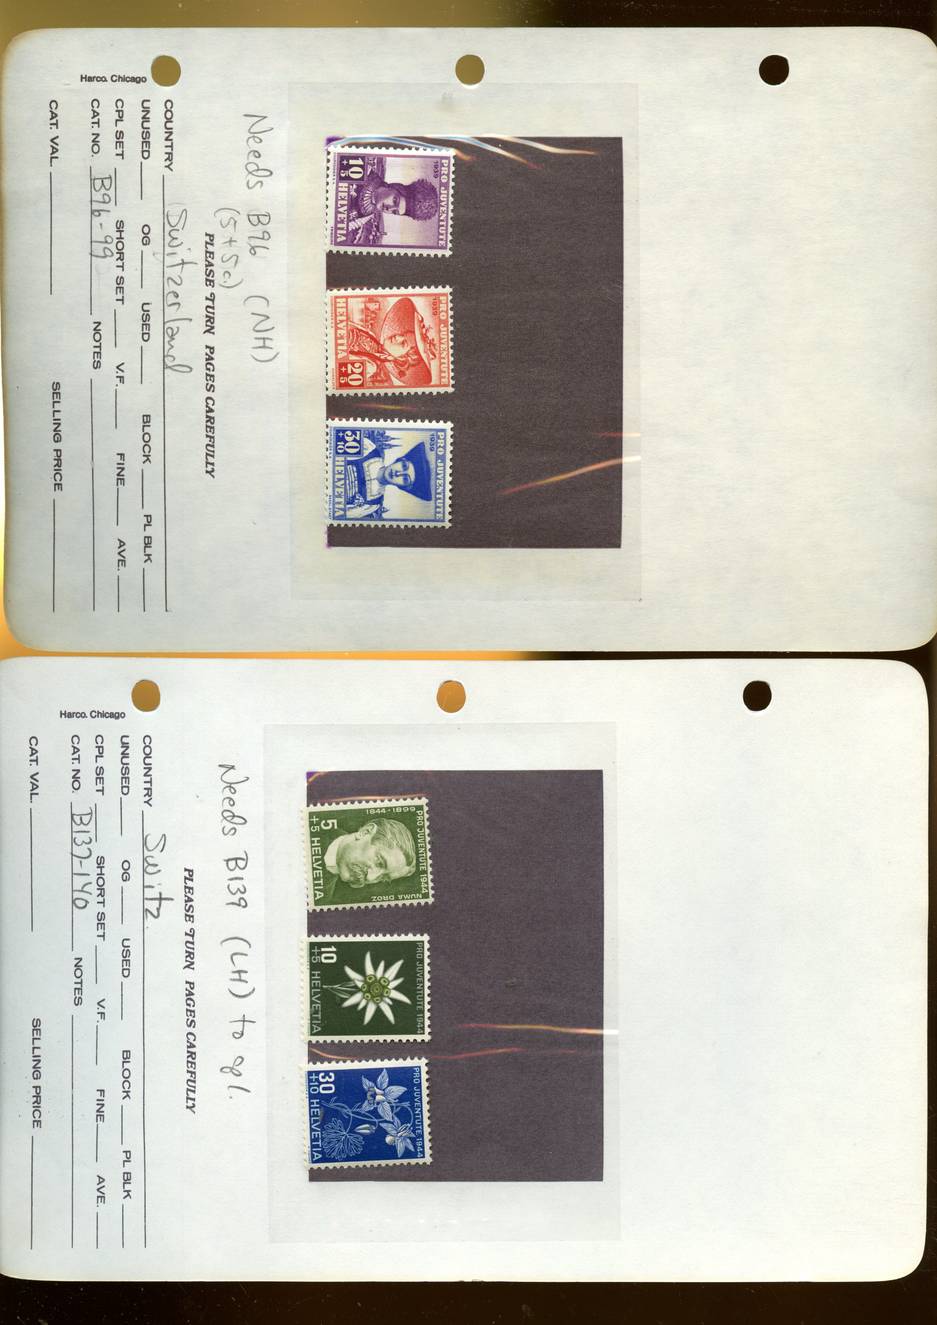 PRO JUVENTUTE
1939
10
+5
HELVETIA
PRO JUVENTUTE
1939
HELVETIA
20
+5
PRO JUVENTUTE
1939
30
+10
HELVETIA
Needs B96 (NH)
(5+5c.)
PLEASE TURN PAGES CAREFULLY
COUNTRY Switzerland
UNUSED OG USED BLOCK PL BLK
CPL SET SHORT SET V.F. FINE AVE.
CAT. NO. B96-99 NOTES
CAT. VAL. SELLING PRICE
Harco. Chicago
PRO JUVENTUTE 1944
NUMA DROZ
1844-1899
5
+5 HELVETIA
PRO JUVENTUTE 1944
10
+5 HELVETIA
PRO JUVENTUTE 1944
30
+10 HELVETIA
Needs B139 (LH) to gl.
PLEASE TURN PAGES CAREFULLY
COUNTRY Switz.
UNUSED OG USED BLOCK PL BLK
CPL SET SHORT SET V.F. FINE AVE.
CAT. NO. B137-140 NOTES
CAT. VAL. SELLING PRICE
Harco. Chicago